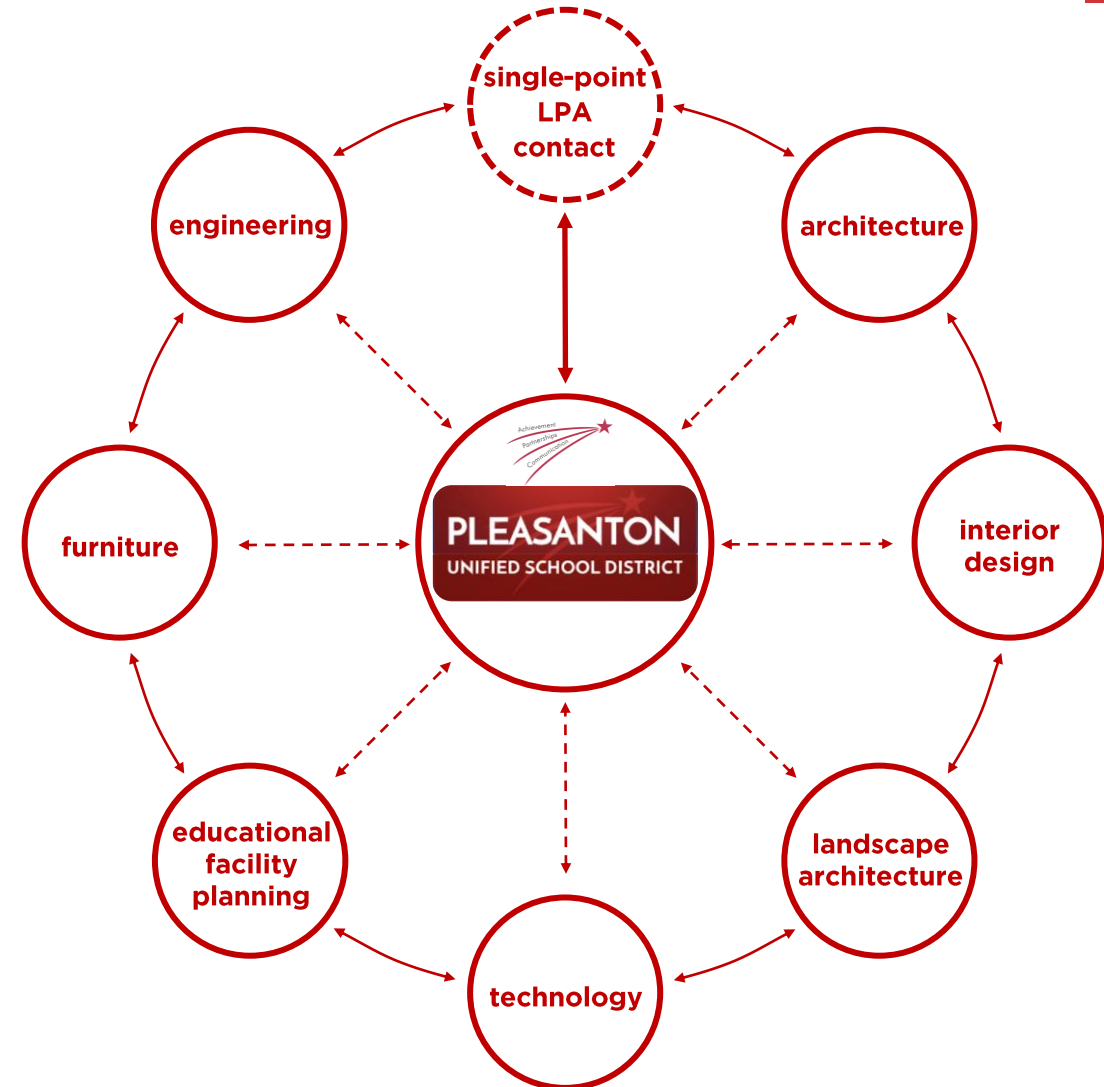 single-point
LPA
contact
engineering
architecture
Achievement
Partnerships
Communication
PLEASANTON
UNIFIED SCHOOL DISTRICT
furniture
interior
design
educational
facility
planning
landscape
architecture
technology